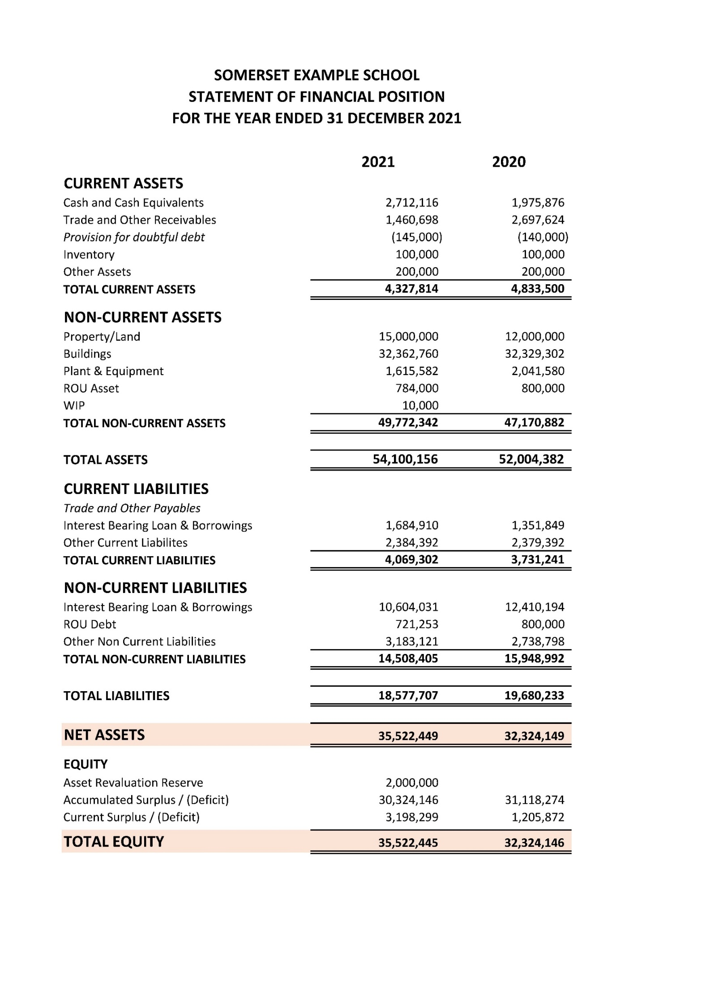 SOMERSET EXAMPLE SCHOOL
STATEMENT OF FINANCIAL POSITION
FOR THE YEAR ENDED 31 DECEMBER 2021
2021 2020
CURRENT ASSETS
Cash and Cash Equivalents 2,712,116 1,975,876
Trade and Other Receivables 1,460,698 2,697,624
Provision for doubtful debt (145,000) (140,000)
Inventory 100,000 100,000
Other Assets 200,000 200,000
TOTAL CURRENT ASSETS 4,327,814 4,833,500
NON-CURRENT ASSETS
Property/Land 15,000,000 12,000,000
Buildings 32,362,760 32,329,302
Plant & Equipment 1,615,582 2,041,580
ROU Asset 784,000 800,000
WIP 10,000
TOTAL NON-CURRENT ASSETS 49,772,342 47,170,882
TOTAL ASSETS 54,100,156 52,004,382
CURRENT LIABILITIES
Trade and Other Payables
Interest Bearing Loan & Borrowings 1,684,910 1,351,849
Other Current Liabilites 2,384,392 2,379,392
TOTAL CURRENT LIABILITIES 4,069,302 3,731,241
NON-CURRENT LIABILITIES
Interest Bearing Loan & Borrowings 10,604,031 12,410,194
ROU Debt 721,253 800,000
Other Non Current Liabilities 3,183,121 2,738,798
TOTAL NON-CURRENT LIABILITIES 14,508,405 15,948,992
TOTAL LIABILITIES 18,577,707 19,680,233
NET ASSETS 35,522,449 32,324,149
EQUITY
Asset Revaluation Reserve 2,000,000
Accumulated Surplus / (Deficit) 30,324,146 31,118,274
Current Surplus / (Deficit) 3,198,299 1,205,872
TOTAL EQUITY 35,522,445 32,324,146